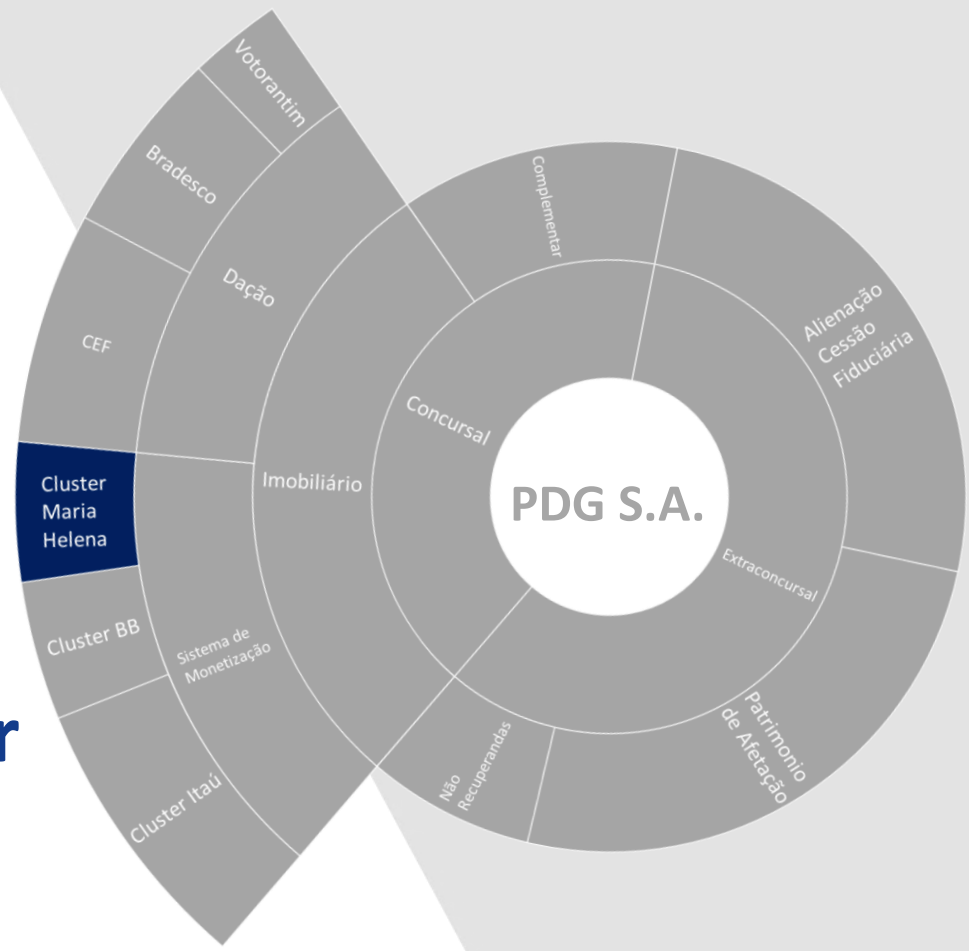 Votorantim
Bradesco
CEF
Dação
Cluster
Maria
Helena
Cluster BB
Cluster Itaú
Sistema de
Monetização
Imobiliário
Concursal
Complementar
Alienação
Cessão
Fiduciária
PDG S.A.
Extraconcursal
Patrimonio
de Afetação
Não
Recuperandas
r